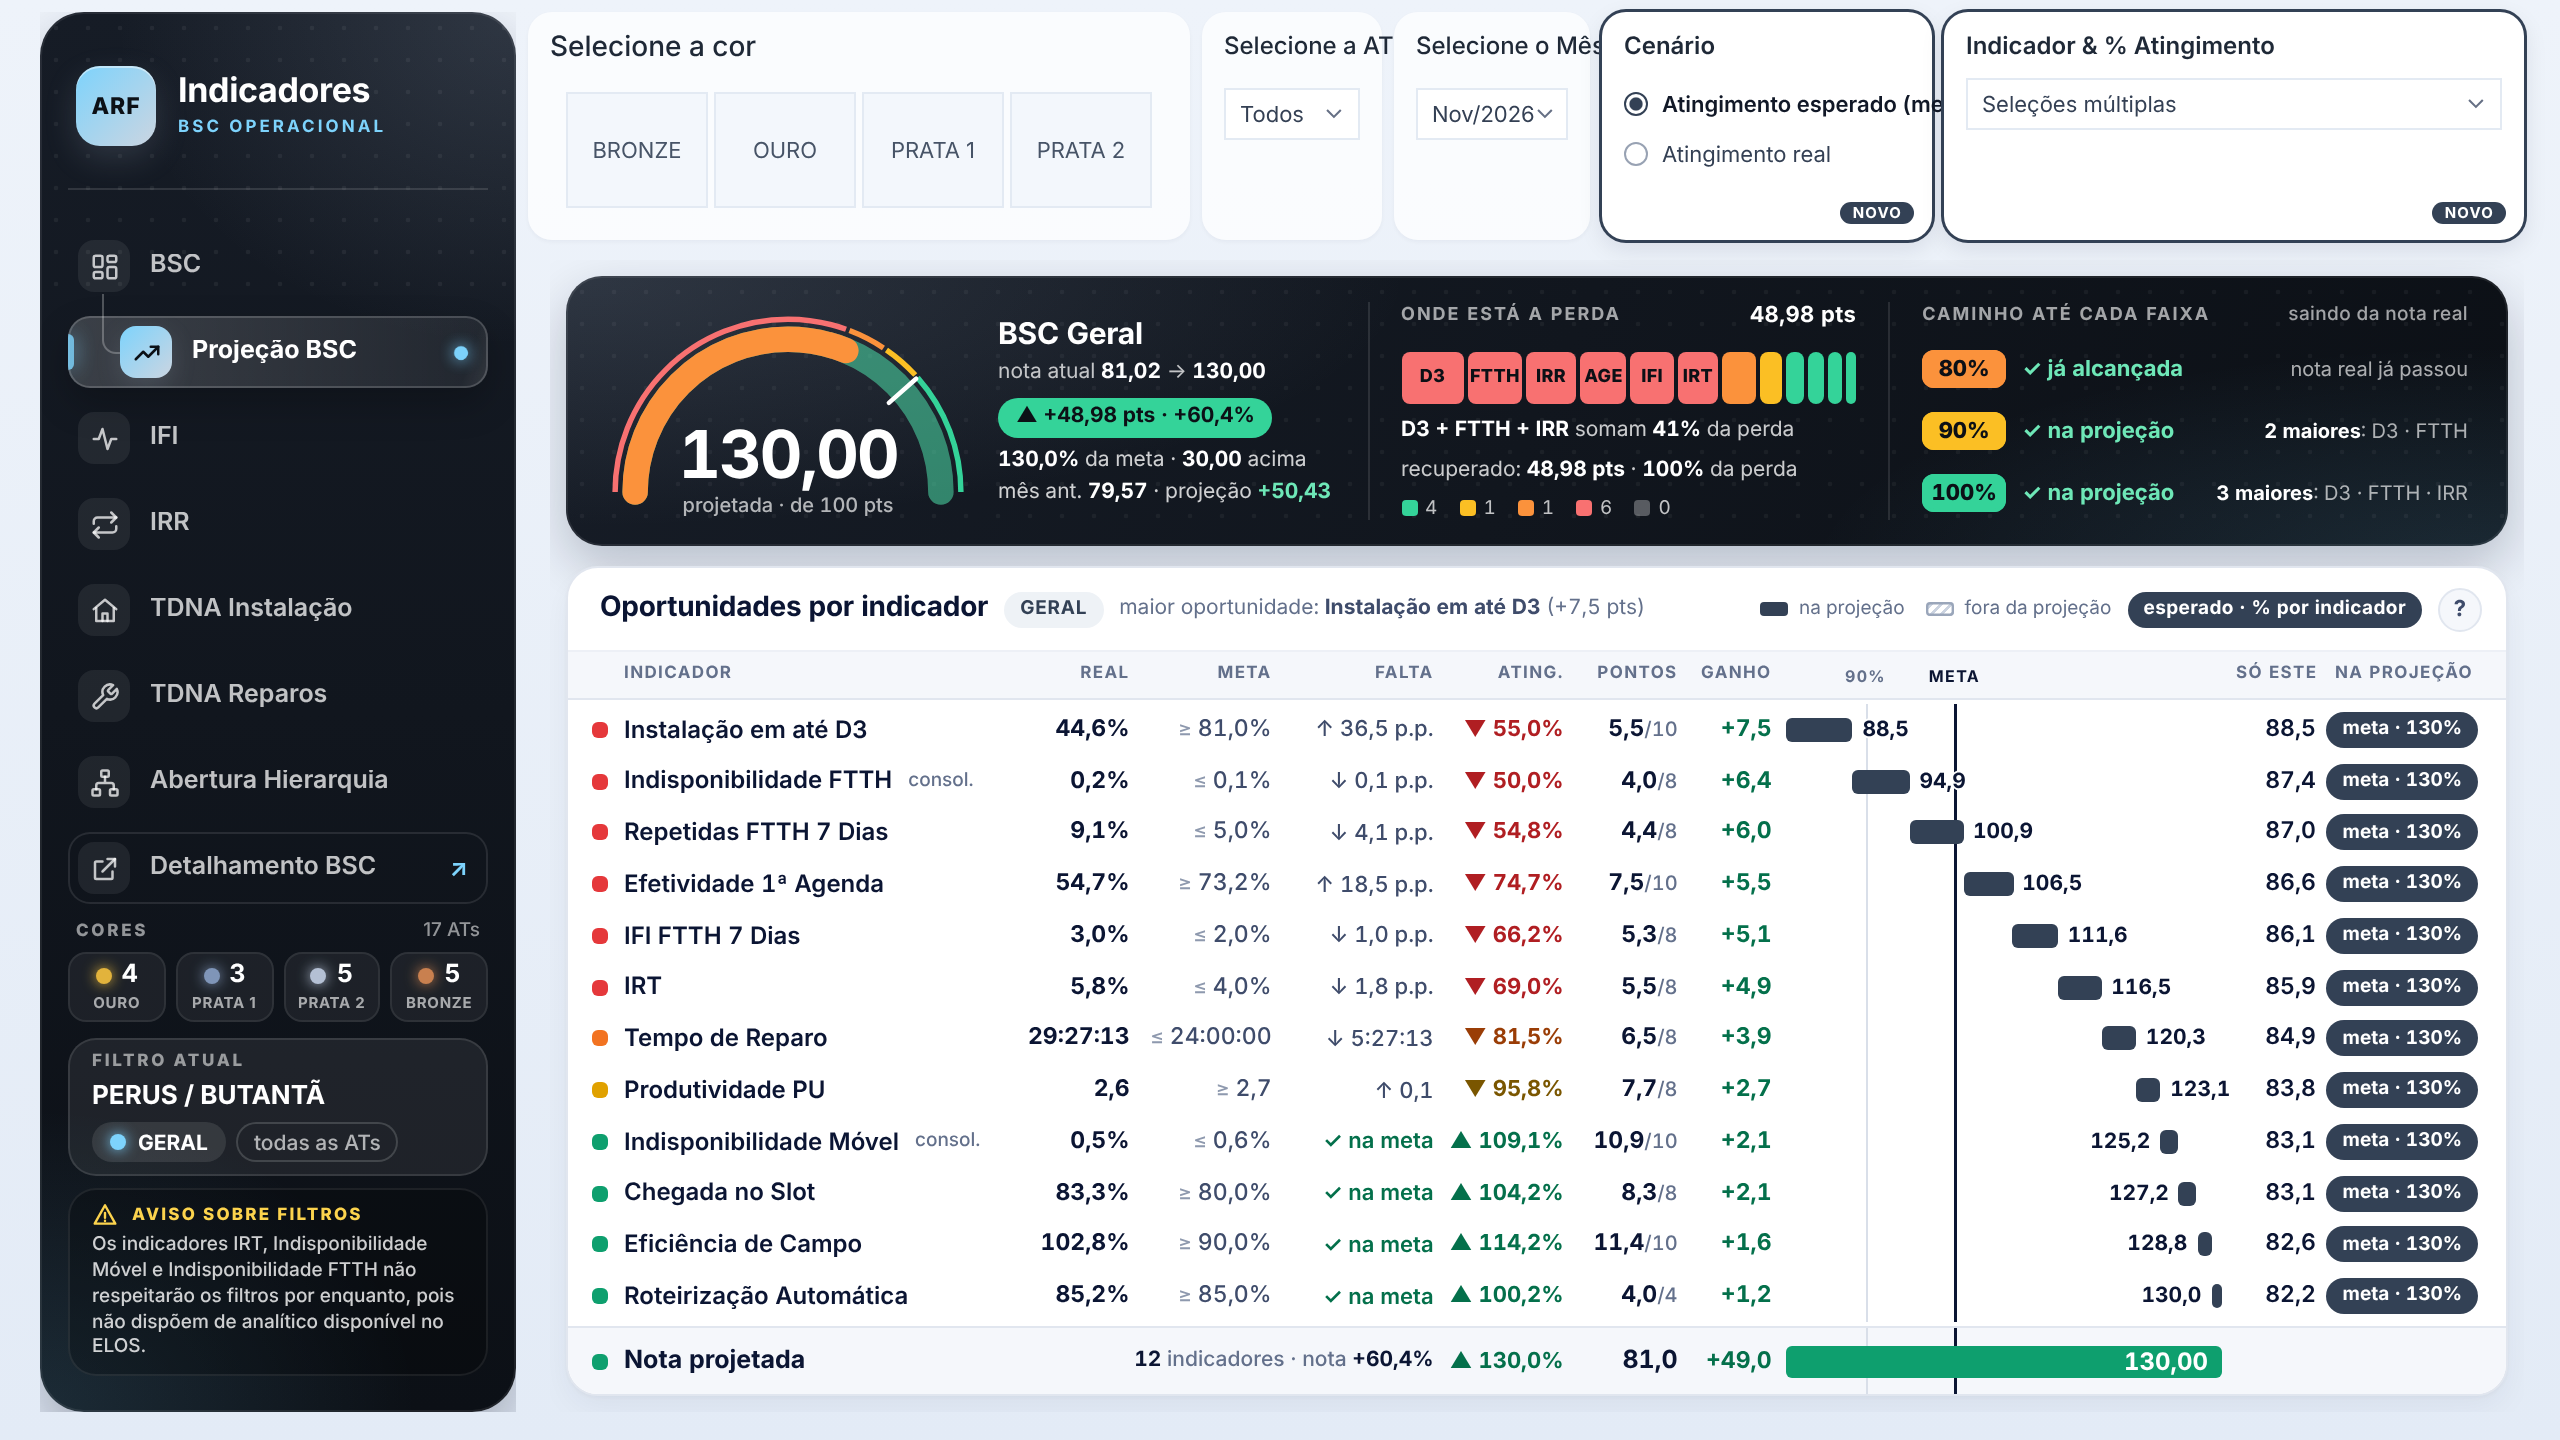 ARF
Indicadores
BSC OPERACIONAL
BSC
Projeção BSC
IFI
IRR
TDNA Instalação
TDNA Reparos
Abertura Hierarquia
Detalhamento BSC
CORES 17 ATs
4 3 5 5
OURO PRATA 1 PRATA 2 BRONZE
FILTRO ATUAL
PERUS / BUTANTÃ
GERAL todas as ATs
AVISO SOBRE FILTROS
Os indicadores IRT, Indisponibilidade
Móvel e Indisponibilidade FTTH não
respeitarão os filtros por enquanto, pois
não dispõem de analítico disponível no
ELOS.
Selecione a cor
BRONZE OURO PRATA 1 PRATA 2
Selecione a AT
Todos
Selecione o Mês
Nov/2026
Cenário
Atingimento esperado (me
Atingimento real
NOVO
Indicador & % Atingimento
Seleções múltiplas
NOVO
130,00
projetada · de 100 pts
BSC Geral
nota atual 81,02 → 130,00
▲ +48,98 pts · +60,4%
130,0% da meta · 30,00 acima
mês ant. 79,57 · projeção +50,43
ONDE ESTÁ A PERDA 48,98 pts
D3 FTTH IRR AGE IFI IRT
D3 + FTTH + IRR somam 41% da perda
recuperado: 48,98 pts · 100% da perda
4 1 1 6 0
CAMINHO ATÉ CADA FAIXA saindo da nota real
80% ✓ já alcançada nota real já passou
90% ✓ na projeção 2 maiores: D3 · FTTH
100% ✓ na projeção 3 maiores: D3 · FTTH · IRR
Oportunidades por indicador GERAL maior oportunidade: Instalação em até D3 (+7,5 pts) na projeção fora da projeção esperado · % por indicador ?
INDICADOR REAL META FALTA ATING. PONTOS GANHO 90% META SÓ ESTE NA PROJEÇÃO
Instalação em até D3 44,6% ≥ 81,0% ↑ 36,5 p.p. ▼ 55,0% 5,5/10 +7,5 88,5 88,5 meta · 130%
Indisponibilidade FTTH consol. 0,2% ≤ 0,1% ↓ 0,1 p.p. ▼ 50,0% 4,0/8 +6,4 94,9 87,4 meta · 130%
Repetidas FTTH 7 Dias 9,1% ≤ 5,0% ↓ 4,1 p.p. ▼ 54,8% 4,4/8 +6,0 100,9 87,0 meta · 130%
Efetividade 1ª Agenda 54,7% ≥ 73,2% ↑ 18,5 p.p. ▼ 74,7% 7,5/10 +5,5 106,5 86,6 meta · 130%
IFI FTTH 7 Dias 3,0% ≤ 2,0% ↓ 1,0 p.p. ▼ 66,2% 5,3/8 +5,1 111,6 86,1 meta · 130%
IRT 5,8% ≤ 4,0% ↓ 1,8 p.p. ▼ 69,0% 5,5/8 +4,9 116,5 85,9 meta · 130%
Tempo de Reparo 29:27:13 ≤ 24:00:00 ↓ 5:27:13 ▼ 81,5% 6,5/8 +3,9 120,3 84,9 meta · 130%
Produtividade PU 2,6 ≥ 2,7 ↑ 0,1 ▼ 95,8% 7,7/8 +2,7 123,1 83,8 meta · 130%
Indisponibilidade Móvel consol. 0,5% ≤ 0,6% ✓ na meta ▲ 109,1% 10,9/10 +2,1 125,2 83,1 meta · 130%
Chegada no Slot 83,3% ≥ 80,0% ✓ na meta ▲ 104,2% 8,3/8 +2,1 127,2 83,1 meta · 130%
Eficiência de Campo 102,8% ≥ 90,0% ✓ na meta ▲ 114,2% 11,4/10 +1,6 128,8 82,6 meta · 130%
Roteirização Automática 85,2% ≥ 85,0% ✓ na meta ▲ 100,2% 4,0/4 +1,2 130,0 82,2 meta · 130%
Nota projetada 12 indicadores · nota +60,4% ▲ 130,0% 81,0 +49,0 130,00